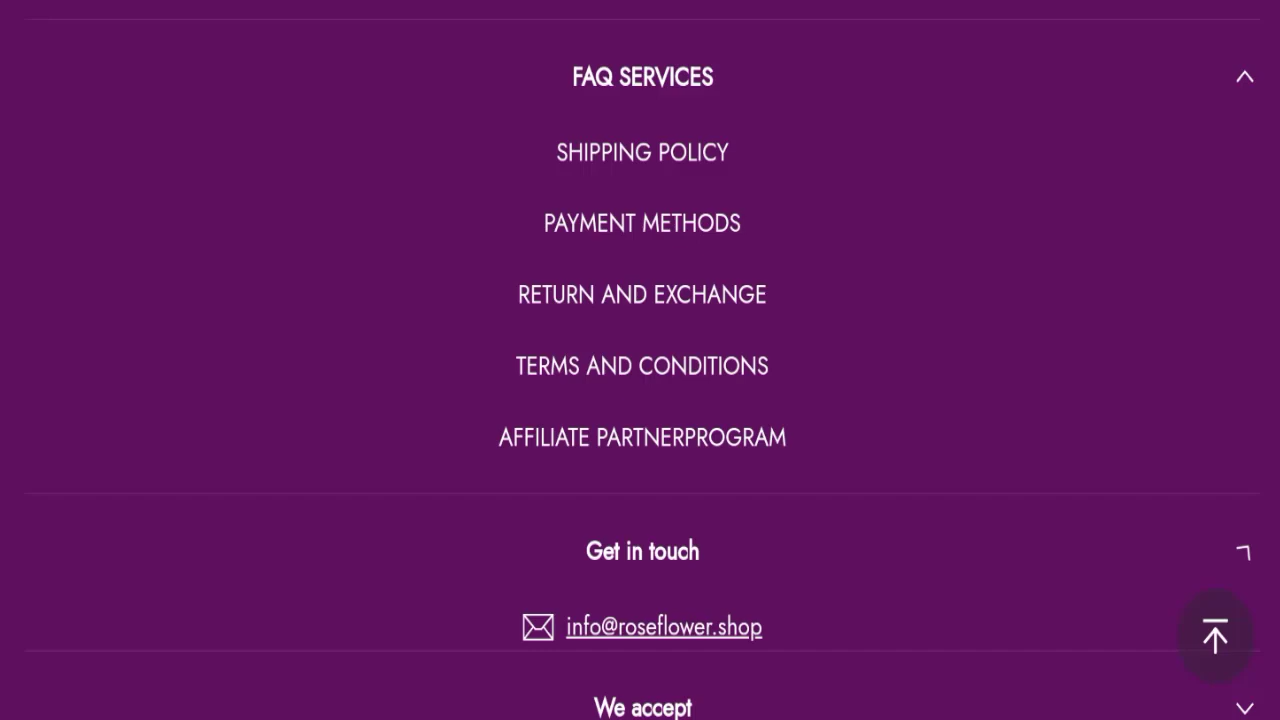 FAQ SERVICES
SHIPPING POLICY
PAYMENT METHODS
RETURN AND EXCHANGE
TERMS AND CONDITIONS
AFFILIATE PARTNERPROGRAM
Get in touch
info@roseflower.shop
We accept